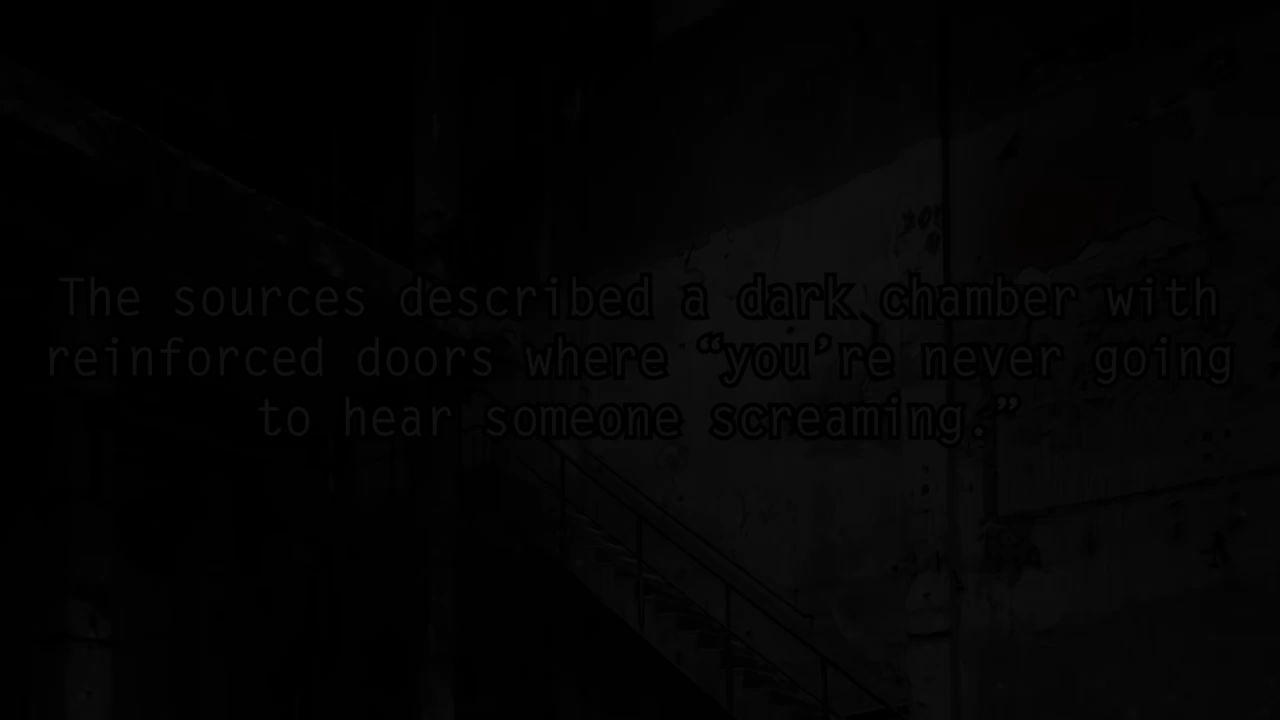 The sources described a dark chamber with
reinforced doors where “you’re never going
to hear someone screaming.”